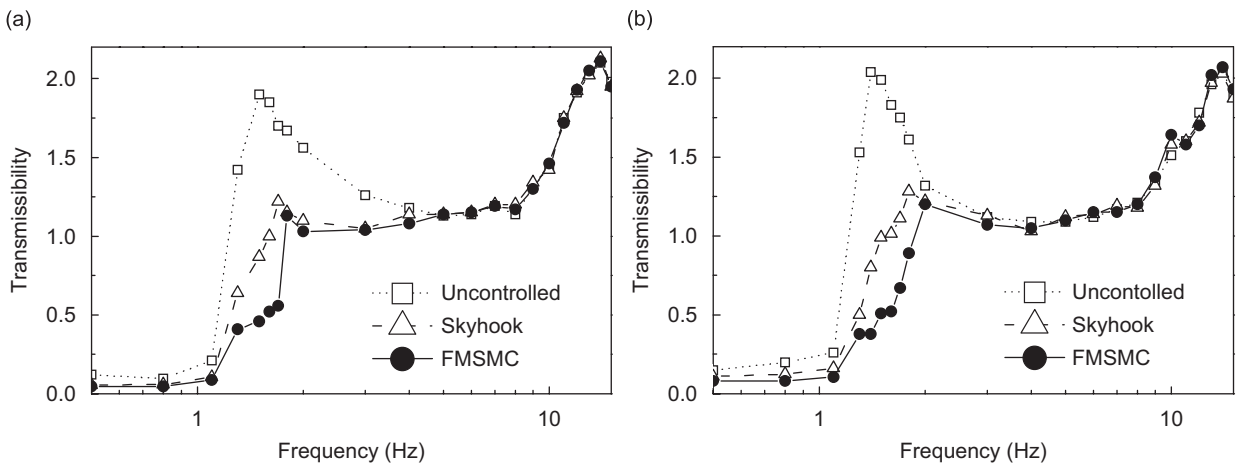 (a)
Transmissibility
2.0
1.5
1.0
0.5
0.0
1
10
Frequency (Hz)
Uncontrolled
Skyhook
FMSMC
(b)
Transmissibility
2.0
1.5
1.0
0.5
0.0
1
10
Frequency (Hz)
Uncontolled
Skyhook
FMSMC